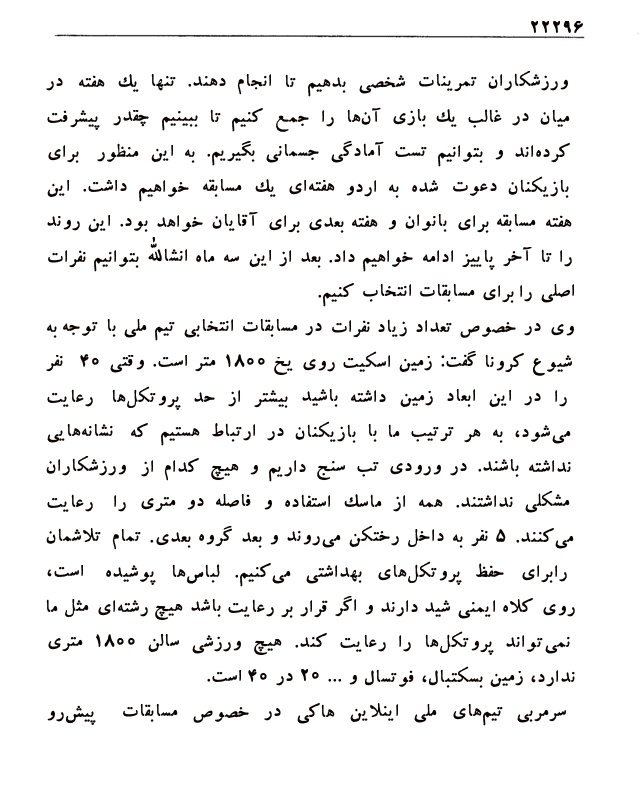 ۲۲۲۹۶
ورزشکاران تمرینات شخصی بدهیم تا انجام دهند. تنها یك هفته در
میان در غالب یك بازی آن‌ها را جمع کنیم تا ببینیم چقدر پیشرفت
کرده‌اند و بتوانیم تست آمادگی جسمانی بگیریم. به این منظور برای
بازیکنان دعوت شده به اردو هفته‌ای یك مسابقه خواهیم داشت. این
هفته مسابقه برای بانوان و هفته بعدی برای آقایان خواهد بود. این روند
را تا آخر پاییز ادامه خواهیم داد. بعد از این سه ماه انشالله بتوانیم نفرات
اصلی را برای مسابقات انتخاب کنیم.
وی در خصوص تعداد زیاد نفرات در مسابقات انتخابی تیم ملی با توجه به
شیوع کرونا گفت: زمین اسکیت روی یخ ۱۸۰۰ متر است. وقتی ۴۰ نفر
را در این ابعاد زمین داشته باشید بیشتر از حد پروتکل‌ها رعایت
می‌شود، به هر ترتیب ما با بازیکنان در ارتباط هستیم که نشانه‌هایی
نداشته باشند. در ورودی تب سنج داریم و هیچ کدام از ورزشکاران
مشکلی نداشتند. همه از ماسك استفاده و فاصله دو متری را رعایت
می‌کنند. ۵ نفر به داخل رختکن می‌روند و بعد گروه بعدی. تمام تلاشمان
رابرای حفظ پروتکل‌های بهداشتی می‌کنیم. لباس‌ها پوشیده است،
روی کلاه ایمنی شید دارند و اگر قرار بر رعایت باشد هیچ رشته‌ای مثل ما
نمی‌تواند پروتکل‌ها را رعایت کند. هیچ ورزشی سالن ۱۸۰۰ متری
ندارد، زمین بسکتبال، فوتسال و ... ۲۰ در ۴۰ است.
سرمربی تیم‌های ملی اینلاین هاکی در خصوص مسابقات پیش‌رو